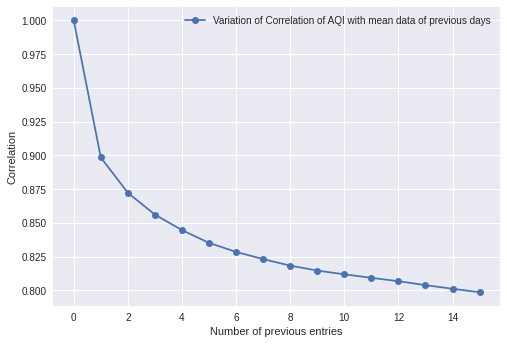 Variation of Correlation of AQI with mean data of previous days
1.000
0.975
0.950
0.925
0.900
0.875
0.850
0.825
0.800
Correlation
0 2 4 6 8 10 12 14
Number of previous entries